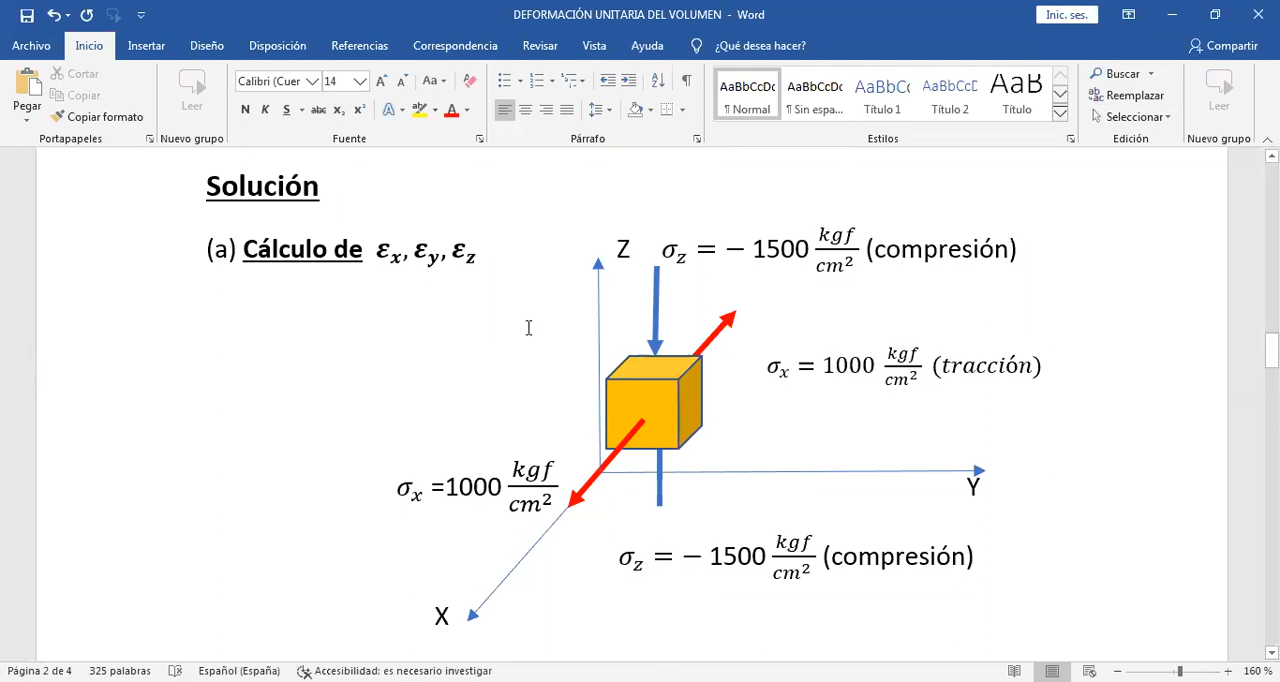 DEFORMACIÓN UNITARIA DEL VOLUMEN - Word
Inic. ses.
Archivo Inicio Insertar Diseño Disposición Referencias Correspondencia Revisar Vista Ayuda ¿Qué desea hacer? Compartir
Pegar
Cortar
Copiar
Copiar formato
Portapapeles
Leer
Nuevo grupo
Calibri (Cuer 14
Fuente
Párrafo
AaBbCcDc AaBbCcDc AaBbCc AaBbCcD AaB
¶ Normal ¶ Sin espa... Título 1 Título 2 Título
Estilos
Buscar
Reemplazar
Seleccionar
Edición
Leer
Nuevo grupo
Solución
(a) Cálculo de εx, εy, εz
Z
σz = − 1500 kgf/cm² (compresión)
σx = 1000 kgf/cm² (tracción)
σx =1000 kgf/cm²
Y
σz = − 1500 kgf/cm² (compresión)
X
Página 2 de 4 325 palabras Español (España) Accesibilidad: es necesario investigar 160 %